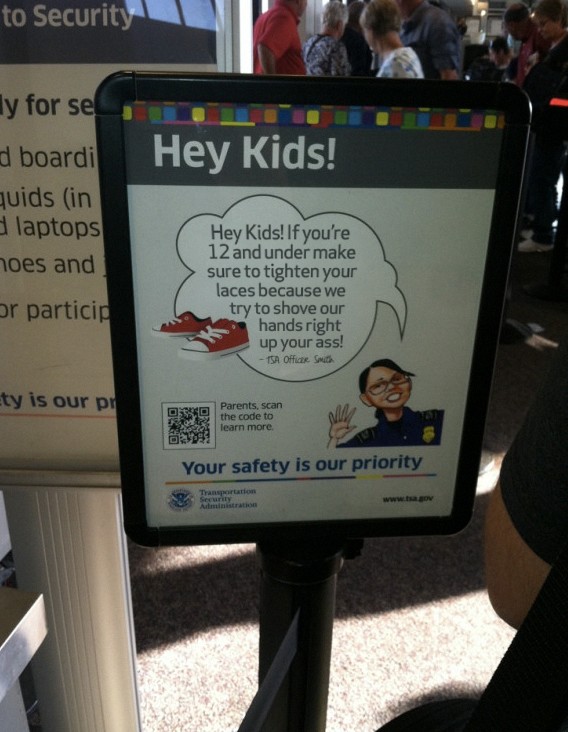 to Security
ly for se
d boardi
quids (in
d laptops
hoes and
or particip
ty is our pr
Hey Kids!
Hey Kids! If you're
12 and under make
sure to tighten your
laces because we
try to shove our
hands right
up your ass!
- TSA Officer Smith
Parents, scan
the code to
learn more.
Your safety is our priority
Transportation
Security
Administration
www.tsa.gov